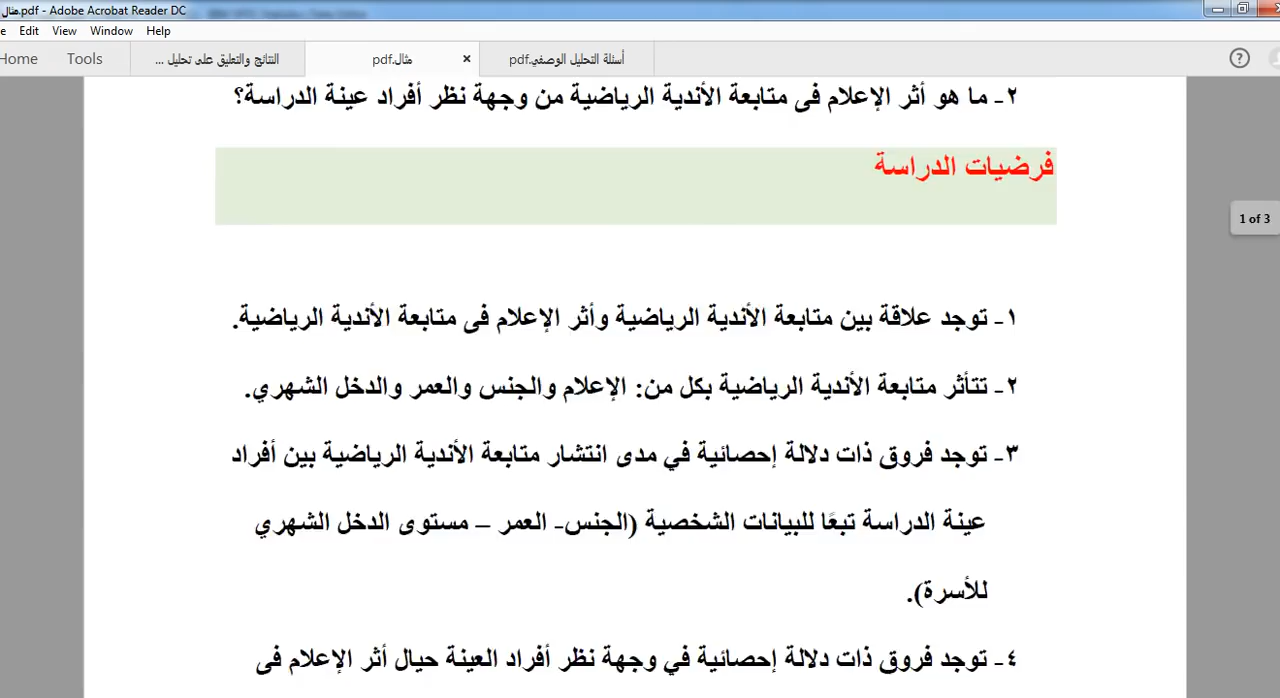 مثال.pdf - Adobe Acrobat Reader DC
Edit View Window Help
Home Tools النتائج والتعليق على تحليل ... مثال.pdf × أسئلة التحليل الوصفي.pdf ?
٢- ما هو أثر الإعلام فى متابعة الأندية الرياضية من وجهة نظر أفراد عينة الدراسة؟
فرضيات الدراسة
1 of 3
١- توجد علاقة بين متابعة الأندية الرياضية وأثر الإعلام فى متابعة الأندية الرياضية.
٢- تتأثر متابعة الأندية الرياضية بكل من: الإعلام والجنس والعمر والدخل الشهري.
٣- توجد فروق ذات دلالة إحصائية في مدى انتشار متابعة الأندية الرياضية بين أفراد
عينة الدراسة تبعًا للبيانات الشخصية (الجنس- العمر – مستوى الدخل الشهري
للأسرة).
٤- توجد فروق ذات دلالة إحصائية في وجهة نظر أفراد العينة حيال أثر الإعلام فى